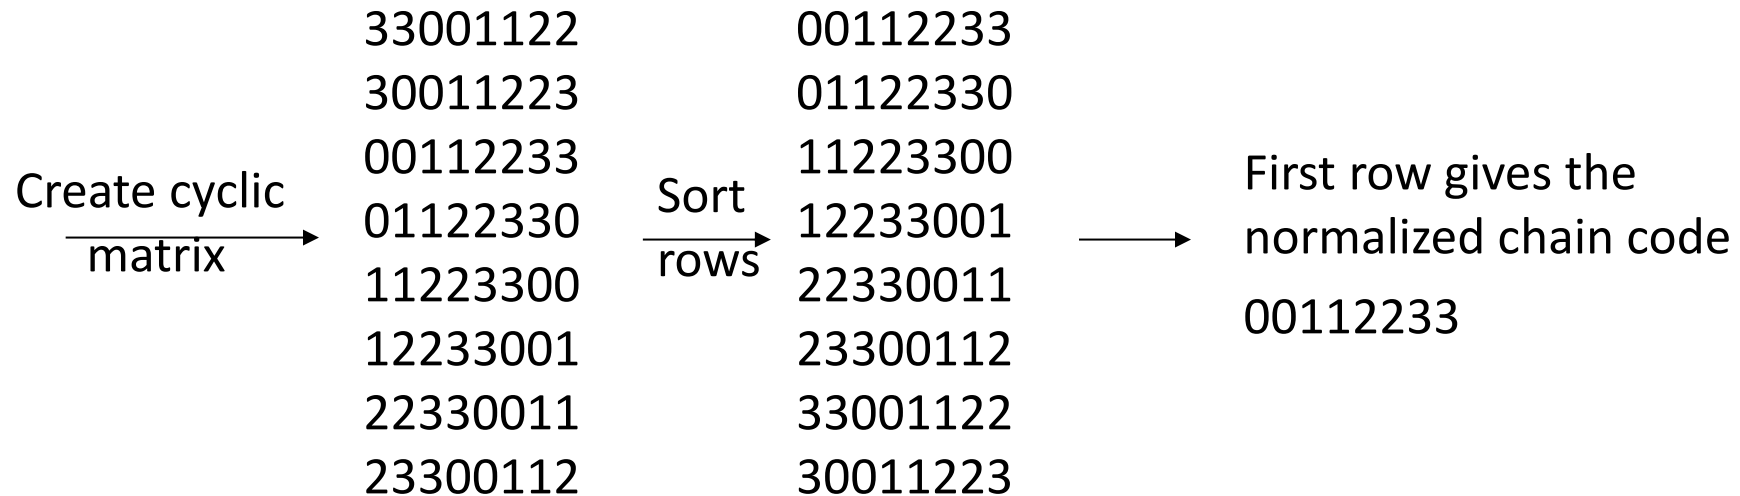 Create cyclic
matrix
33001122
30011223
00112233
01122330
11223300
12233001
22330011
23300112
Sort
rows
00112233
01122330
11223300
12233001
22330011
23300112
33001122
30011223
First row gives the
normalized chain code
00112233